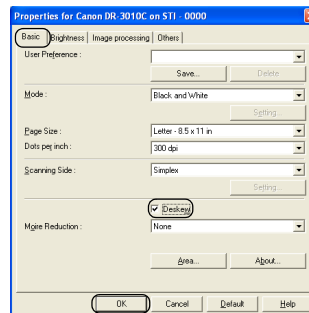 Properties for Canon DR-3010C on STI - 0000
Basic Brightness Image processing Others
User Preference :
Save... Delete
Mode : Black and White
Setting...
Page Size : Letter - 8.5 x 11 in
Dots per inch : 300 dpi
Scanning Side : Simplex
Setting...
Deskew
Moire Reduction : None
Area... About...
OK Cancel Default Help